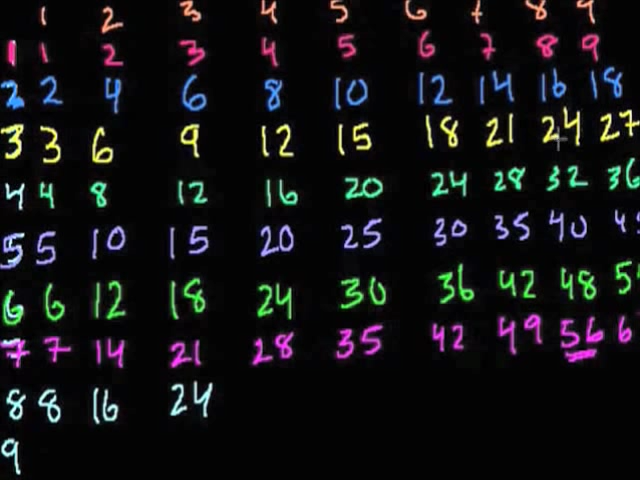 1 2 3 4 5 6 7 8 9
1 1 2 3 4 5 6 7 8 9
2 2 4 6 8 10 12 14 16 18
3 3 6 9 12 15 18 21 24 27
4 4 8 12 16 20 24 28 32 36
5 5 10 15 20 25 30 35 40
6 6 12 18 24 30 36 42 48
7 7 14 21 28 35 42 49 56
8 8 16 24
9